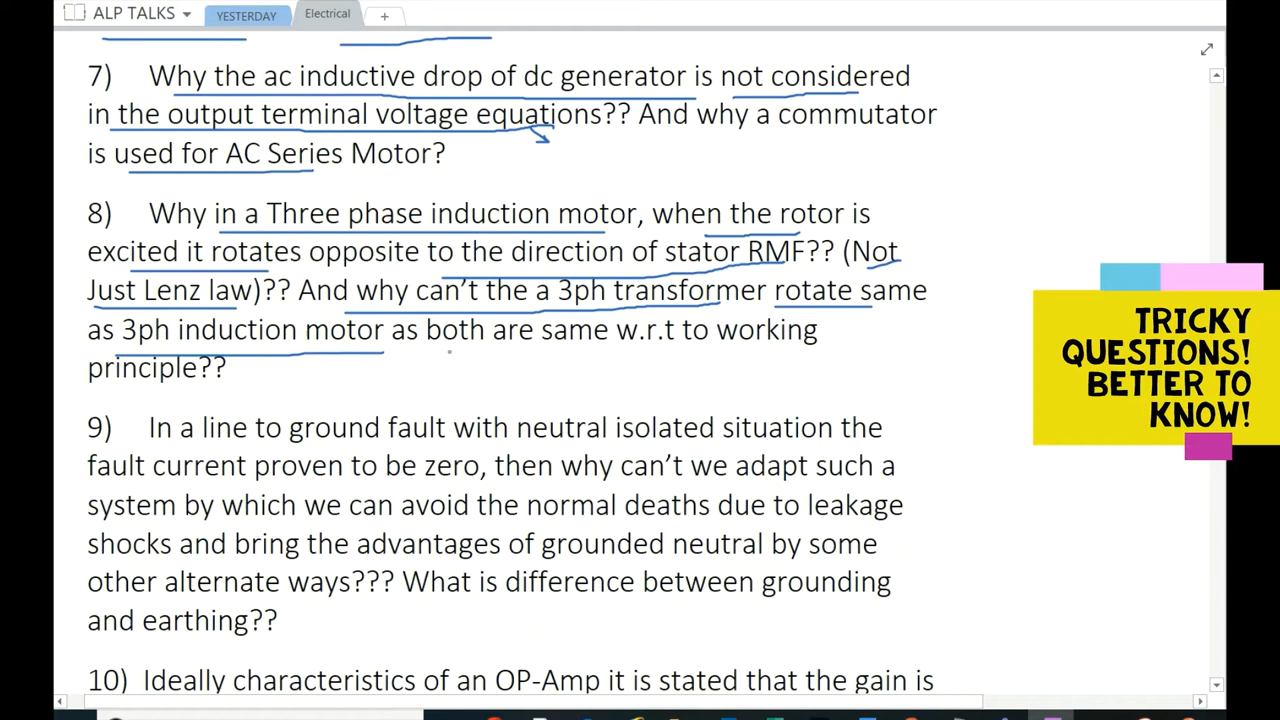 ALP TALKS
YESTERDAY
Electrical
7) Why the ac inductive drop of dc generator is not considered
in the output terminal voltage equations?? And why a commutator
is used for AC Series Motor?
8) Why in a Three phase induction motor, when the rotor is
excited it rotates opposite to the direction of stator RMF?? (Not
Just Lenz law)?? And why can't the a 3ph transformer rotate same
as 3ph induction motor as both are same w.r.t to working
principle??
TRICKY
QUESTIONS!
BETTER TO
KNOW!
9) In a line to ground fault with neutral isolated situation the
fault current proven to be zero, then why can't we adapt such a
system by which we can avoid the normal deaths due to leakage
shocks and bring the advantages of grounded neutral by some
other alternate ways??? What is difference between grounding
and earthing??
10) Ideally characteristics of an OP-Amp it is stated that the gain is